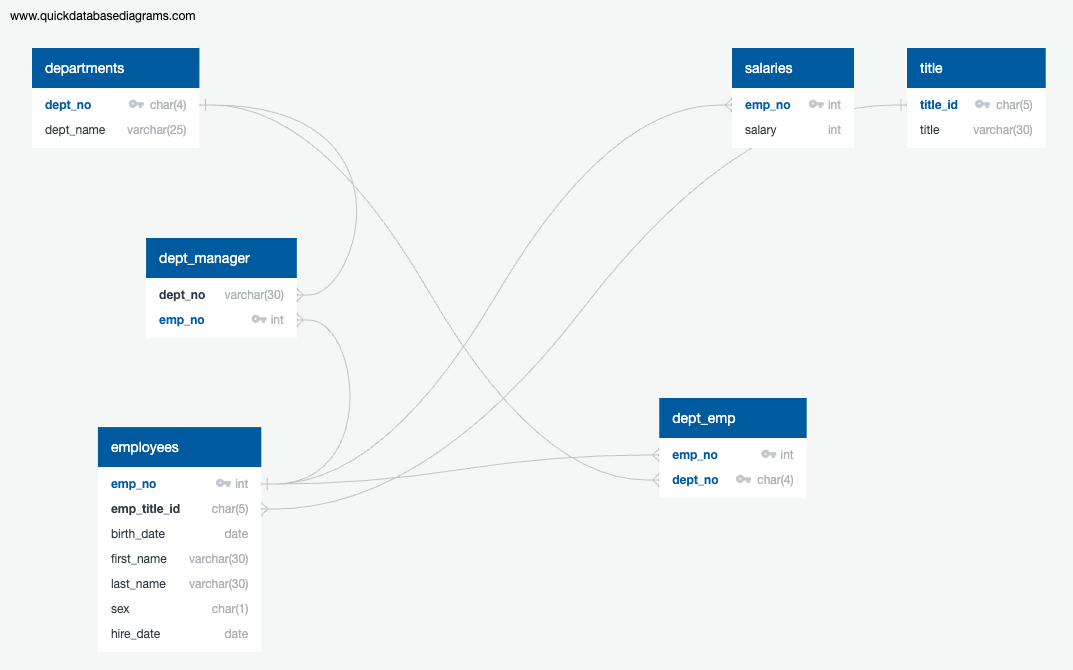 www.quickdatabasediagrams.com
departments
dept_no char(4)
dept_name varchar(25)
salaries
emp_no int
salary int
title
title_id char(5)
title varchar(30)
dept_manager
dept_no varchar(30)
emp_no int
dept_emp
emp_no int
dept_no char(4)
employees
emp_no int
emp_title_id char(5)
birth_date date
first_name varchar(30)
last_name varchar(30)
sex char(1)
hire_date date